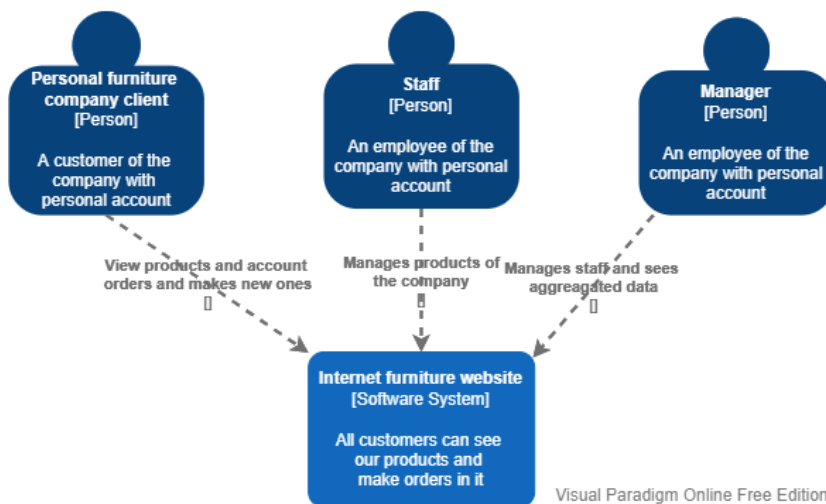 Personal furniture
company client
[Person]
A customer of the
company with
personal account
Staff
[Person]
An employee of the
company with personal
account
Manager
[Person]
An employee of the
company with personal
account
View products and account
orders and makes new ones
[]
Manages products of
the company
[]
Manages staff and sees
aggreagated data
[]
Internet furniture website
[Software System]
All customers can see
our products and
make orders in it
Visual Paradigm Online Free Edition